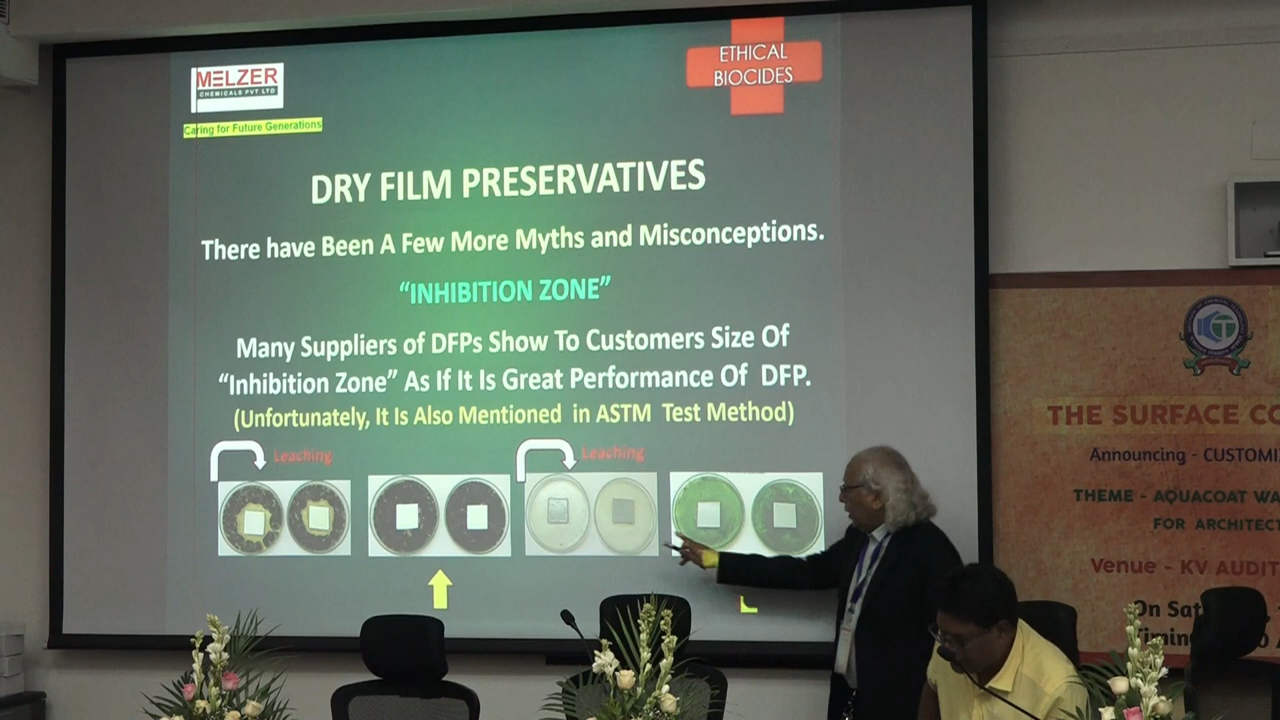 MELZER
CHEMICALS PVT LTD
Caring for Future Generations
ETHICAL
BIOCIDES
DRY FILM PRESERVATIVES
There have Been A Few More Myths and Misconceptions.
“INHIBITION ZONE”
Many Suppliers of DFPs Show To Customers Size Of
“Inhibition Zone” As If It Is Great Performance Of DFP.
(Unfortunately, It Is Also Mentioned in ASTM Test Method)
Leaching
Leaching
THE SURFACE CO
Announcing - CUSTOMI
THEME - AQUACOAT WA
FOR ARCHITECT
Venue - KV AUDIT
On Sat